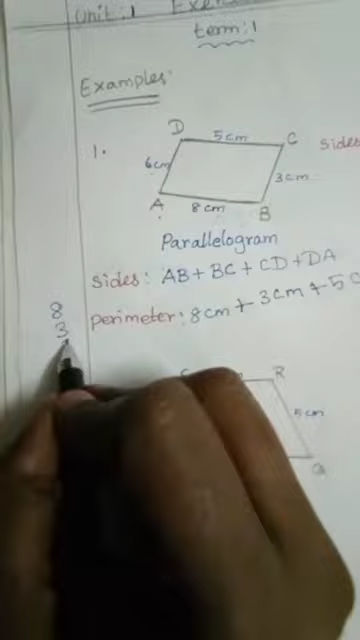 Unit:1
term:1
Examples:
1.
D
5cm
C
sides
6cm
3cm
A
8cm
B
Parallelogram
sides: AB+ BC + CD +DA
perimeter: 8cm + 3cm + 5c
8
3
R
5cm
Q